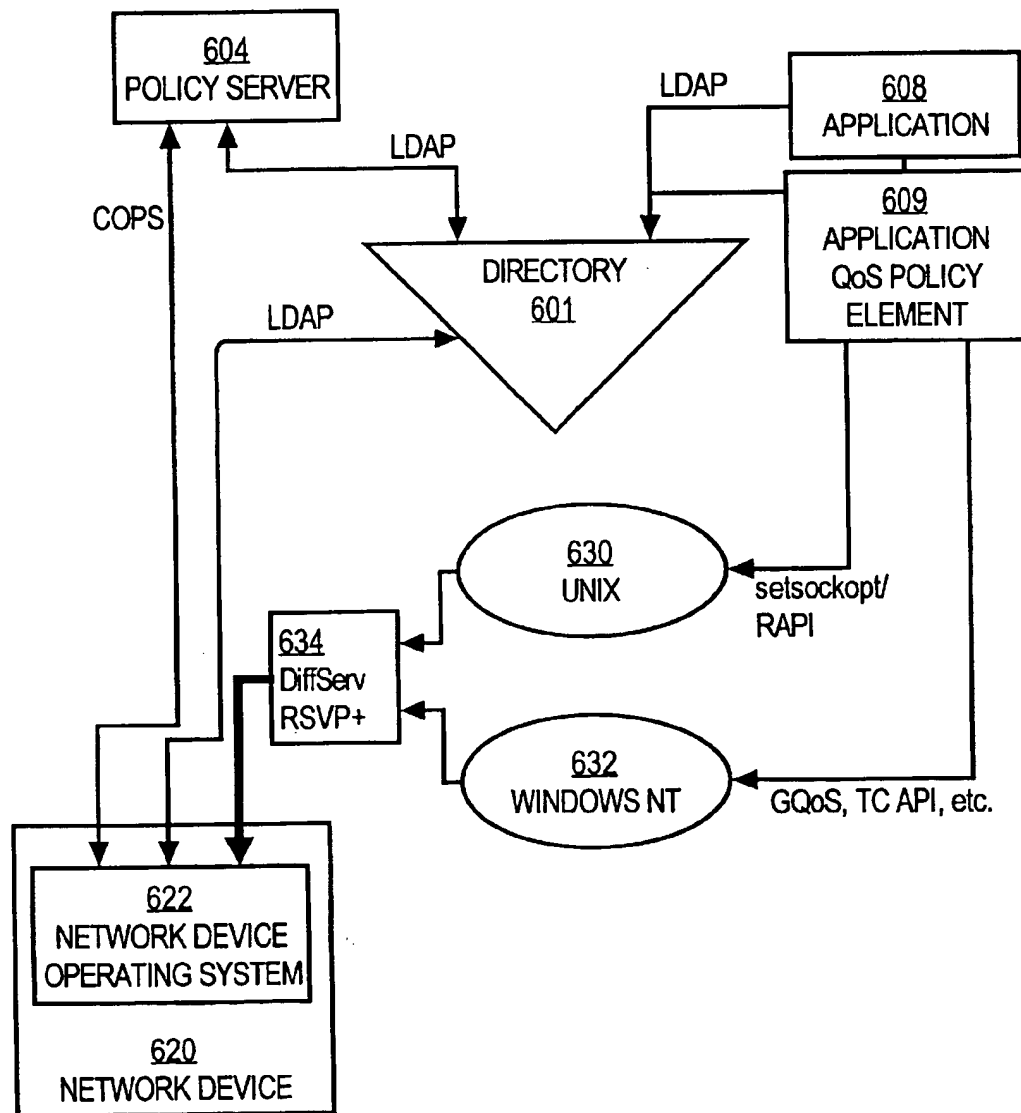 604
POLICY SERVER
LDAP
608
APPLICATION
LDAP
COPS
609
APPLICATION
QoS POLICY
ELEMENT
DIRECTORY
601
LDAP
630
UNIX
setsockopt/
RAPI
634
DiffServ
RSVP+
632
WINDOWS NT
GQoS, TC API, etc.
622
NETWORK DEVICE
OPERATING SYSTEM
620
NETWORK DEVICE